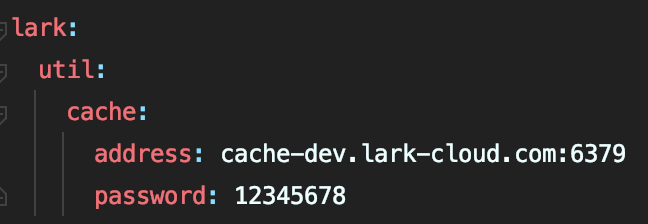 lark:
util:
cache:
address: cache-dev.lark-cloud.com:6379
password: 12345678